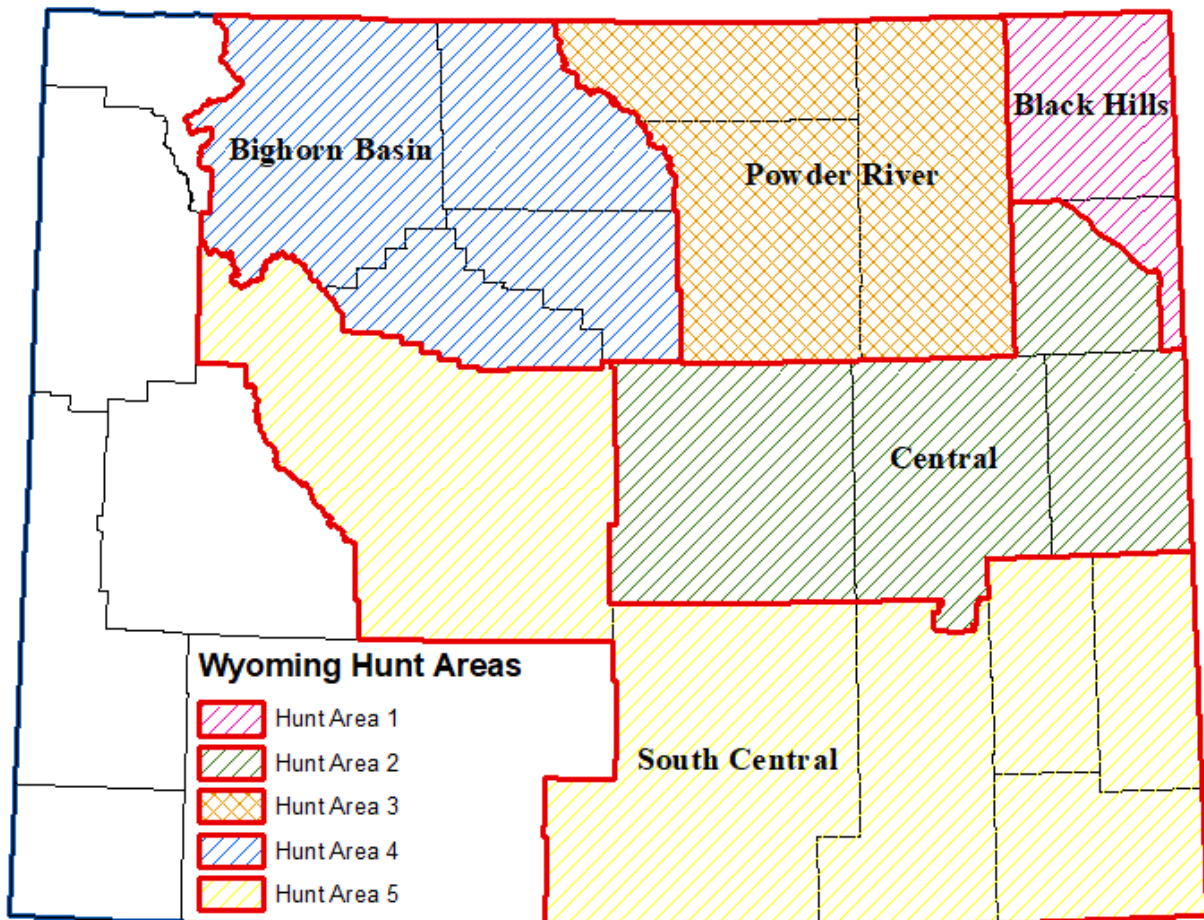 Black Hills
Bighorn Basin
Powder River
Central
South Central
Wyoming Hunt Areas
Hunt Area 1
Hunt Area 2
Hunt Area 3
Hunt Area 4
Hunt Area 5